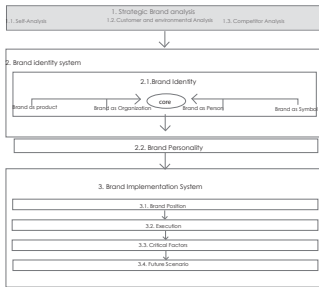 1. Strategic Brand analysis
1.1. Self-Analysis 1.2. Customer and environmental Analysis 1.3. Competitor Analysis
2. Brand identity system
2.1.Brand Identity
core
Brand as product Brand as Organization Brand as Person Brand as Symbol
2.2. Brand Personality
3. Brand Implementation System
3.1. Brand Position
3.2. Execution
3.3. Critical Factors
3.4. Future Scenario